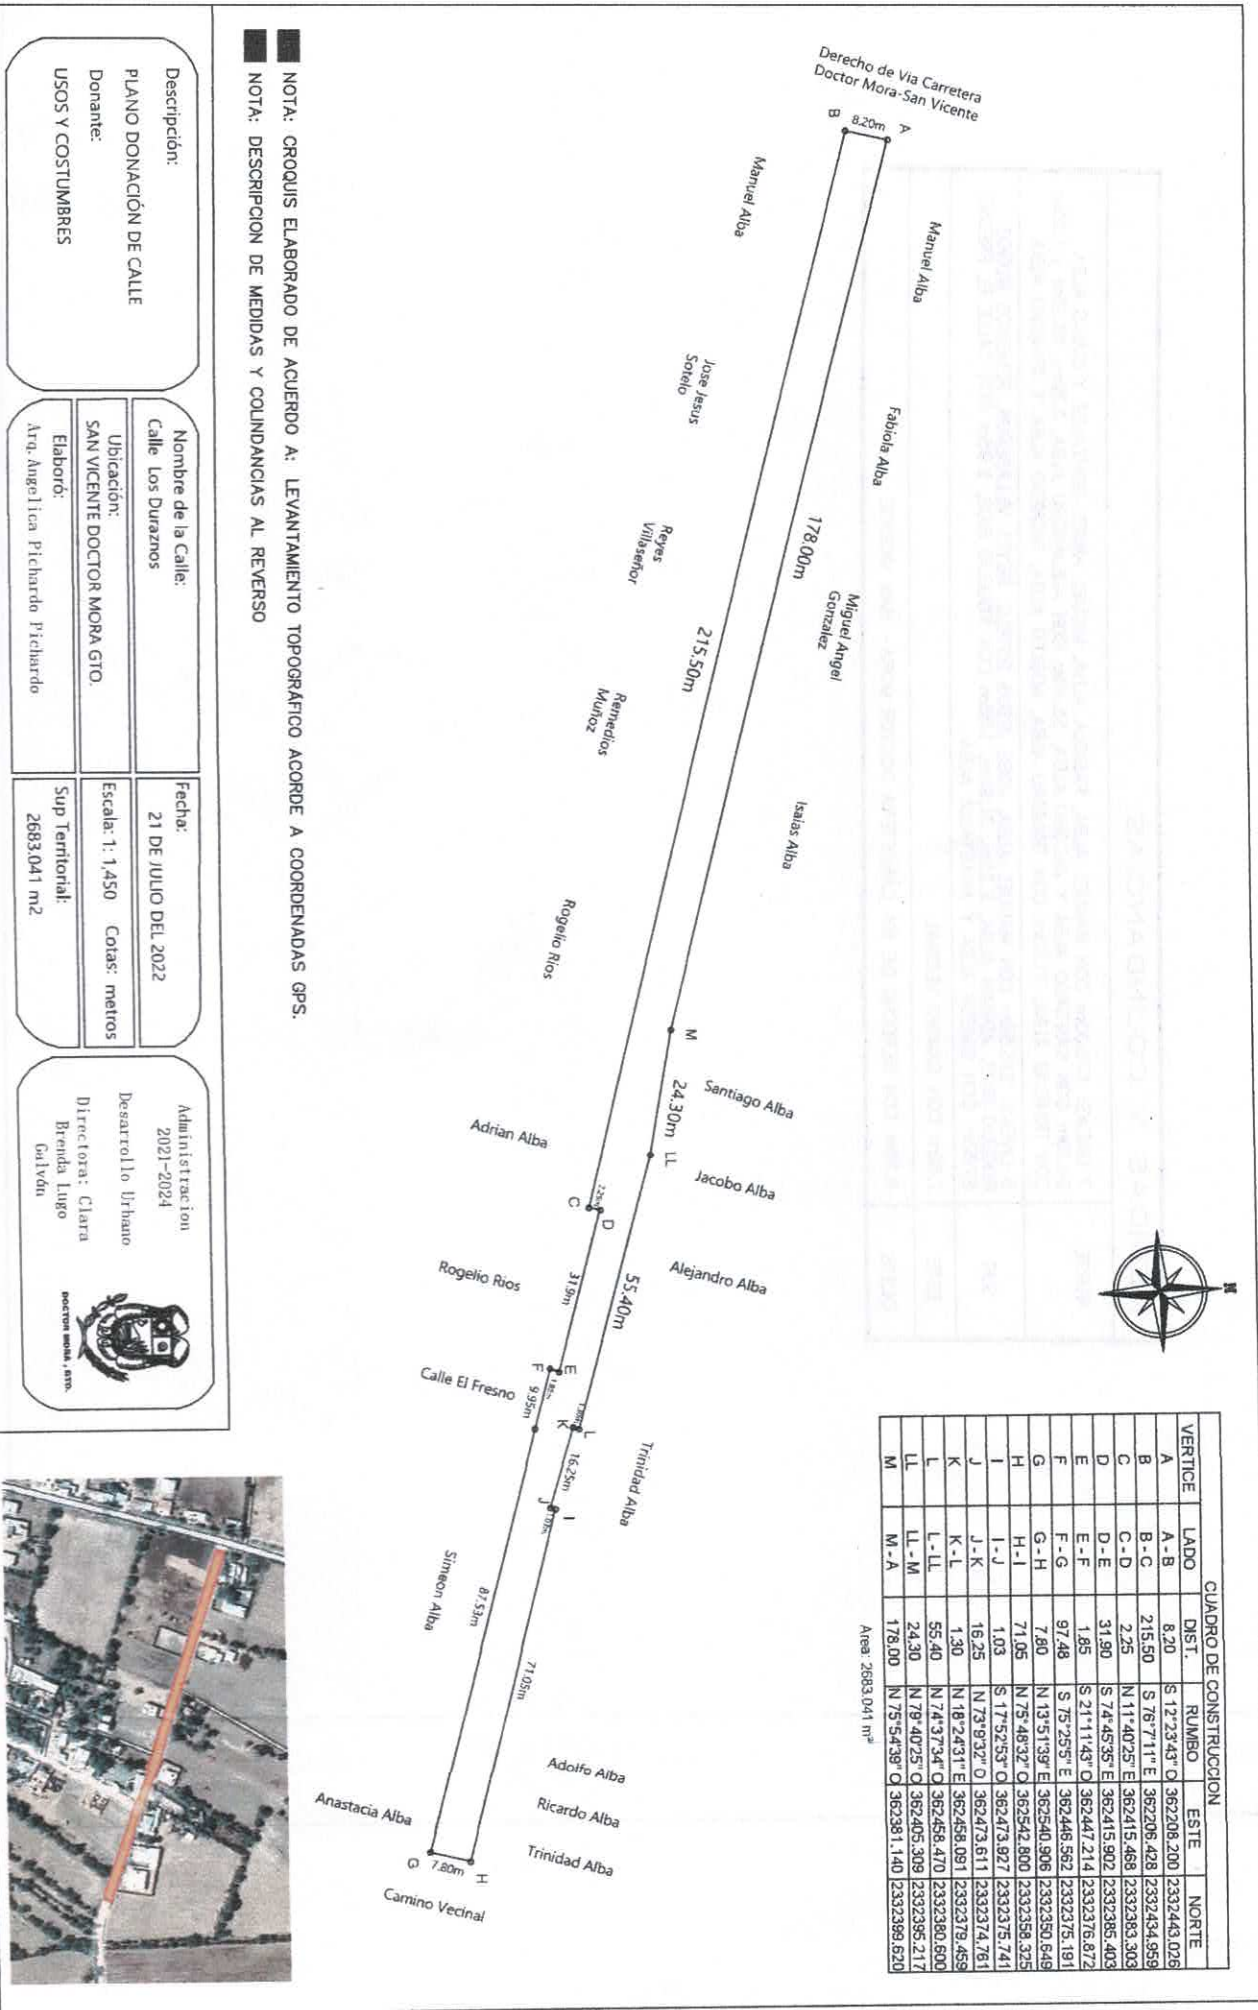 Derecho de Via Carretera
Doctor Mora-San Vicente
A
8.20m
B
Manuel Alba
Manuel Alba
Fabiola Alba
Jose Jesus
Sotelo
178.00m
Miguel Angel
Gonzalez
Reyes
Villaseñor
215.50m
Remedios
Muñoz
Isaias Alba
Rogelio Rios
M
24.30m
Santiago Alba
LL
Jacobo Alba
Adrian Alba
C
2.25m
D
Alejandro Alba
55.40m
31.9m
Rogelio Rios
E
F
1.85m
Calle El Fresno
9.95m
L
K
Trinidad Alba
16.25m
J
I
Simeon Alba
87.53m
71.05m
Adolfo Alba
Ricardo Alba
Trinidad Alba
Anastacia Alba
G
7.80m
H
Camino Vecinal
N
CUADRO DE CONSTRUCCION
VERTICE LADO DIST. RUMBO ESTE NORTE
A A - B 8.20 S 12°23'43" O 362208.200 2332443.026
B B - C 215.50 S 76°7'11" E 362206.428 2332434.959
C C - D 2.25 N 11°40'25" E 362415.468 2332383.303
D D - E 31.90 S 74°45'35" E 362415.902 2332385.403
E E - F 1.85 S 21°11'43" O 362447.214 2332376.872
F F - G 97.48 S 75°25'5" E 362446.562 2332375.191
G G - H 7.80 N 13°51'39" E 362540.906 2332350.649
H H - I 71.05 N 75°48'32" O 362542.800 2332358.325
I I - J 1.03 S 17°52'53" O 362473.927 2332375.741
J J - K 16.25 N 73°9'32" O 362473.611 2332374.761
K K - L 1.30 N 18°24'31" E 362458.091 2332379.459
L L - LL 55.40 N 74°37'34" O 362458.470 2332380.600
LL LL - M 24.30 N 79°40'25" O 362405.309 2332395.217
M M - A 178.00 N 75°54'39" O 362381.140 2332399.620
Area: 2683.041 m²
NOTA: CROQUIS ELABORADO DE ACUERDO A: LEVANTAMIENTO TOPOGRÁFICO ACORDE A COORDENADAS GPS.
NOTA: DESCRIPCION DE MEDIDAS Y COLINDANCIAS AL REVERSO
Descripción:
PLANO DONACIÓN DE CALLE
Donante:
USOS Y COSTUMBRES
Nombre de la Calle:
Calle Los Duraznos
Ubicación:
SAN VICENTE DOCTOR MORA GTO.
Elaboró:
Arq. Angelica Pichardo Pichardo
Fecha:
21 DE JULIO DEL 2022
Escala: 1: 1,450 Cotas: metros
Sup Territorial:
2683.041 m2
Administracion
2021-2024
Desarrollo Urbano
Directora: Clara
Brenda Lugo
Galván
DOCTOR MORA, GTO.